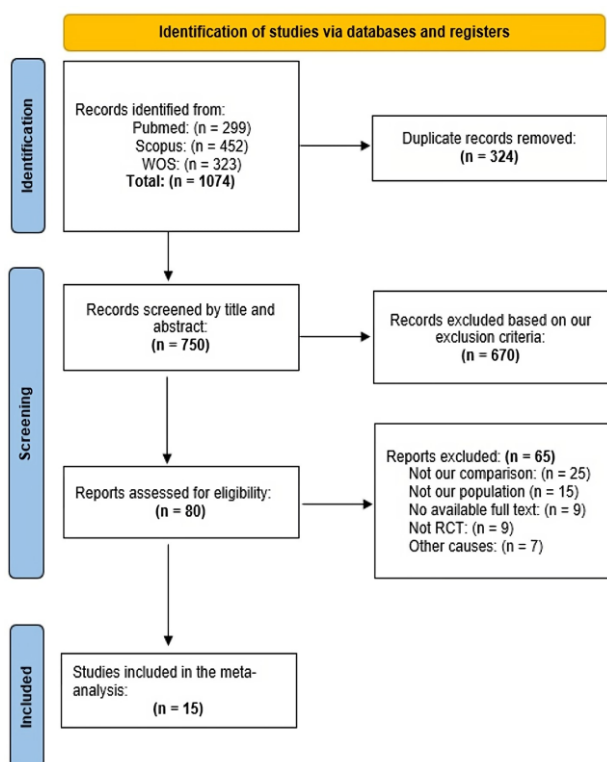 Identification of studies via databases and registers
Identification
Records identified from:
Pubmed: (n = 299)
Scopus: (n = 452)
WOS: (n = 323)
Total: (n = 1074)
Duplicate records removed:
(n = 324)
Screening
Records screened by title and
abstract:
(n = 750)
Records excluded based on our
exclusion criteria:
(n = 670)
Reports assessed for eligibility:
(n = 80)
Reports excluded: (n = 65)
Not our comparison: (n = 25)
Not our population (n = 15)
No available full text: (n = 9)
Not RCT: (n = 9)
Other causes: (n = 7)
Included
Studies included in the meta-
analysis:
(n = 15)